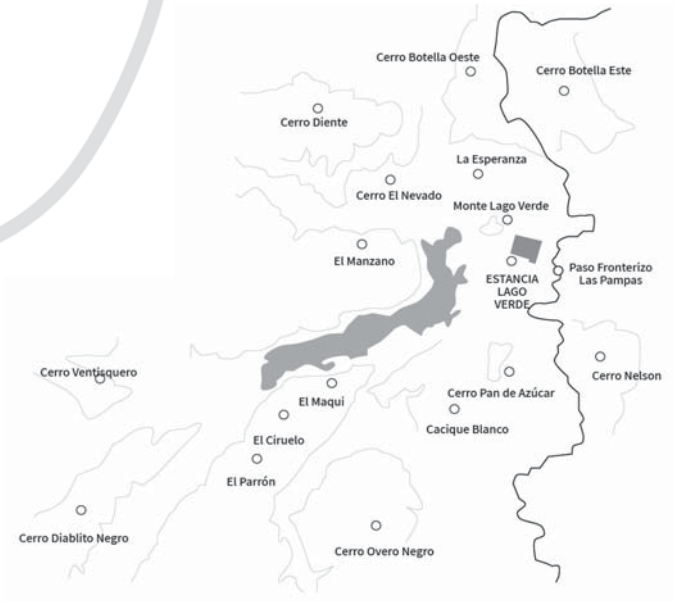 Cerro Botella Oeste
Cerro Botella Este
Cerro Diente
La Esperanza
Cerro El Nevado
Monte Lago Verde
El Manzano
ESTANCIA
LAGO
VERDE
Paso Fronterizo
Las Pampas
Cerro Ventisquero
Cerro Nelson
Cerro Pan de Azúcar
El Maqui
Cacique Blanco
El Ciruelo
El Parrón
Cerro Diablito Negro
Cerro Overo Negro